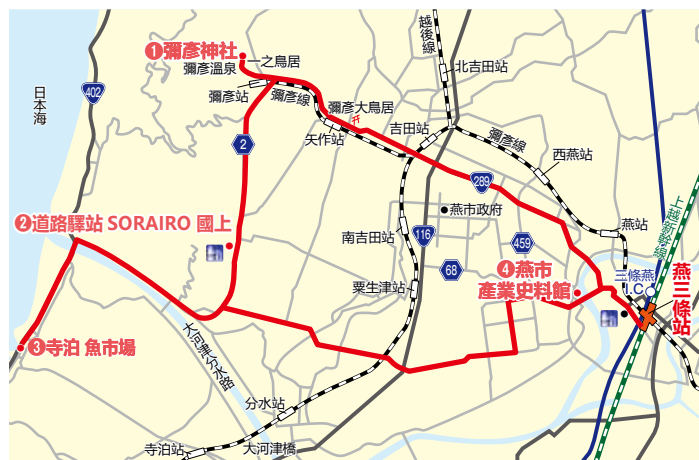 ❶彌彥神社
一之鳥居
彌彥溫泉
彌彥站
彌彥線
彌彥大鳥居
矢作站
越後線
北吉田站
吉田站
彌彥線
西燕站
日本海
402
2
289
上越新幹線
燕站
燕市政府
❷道路驛站 SORAIRO 國上
116
南吉田站
459
68
❹燕市
產業史料館
三條燕
I.C
燕三條站
粟生津站
❸寺泊 魚市場
大河津分水路
分水站
寺泊站
大河津橋